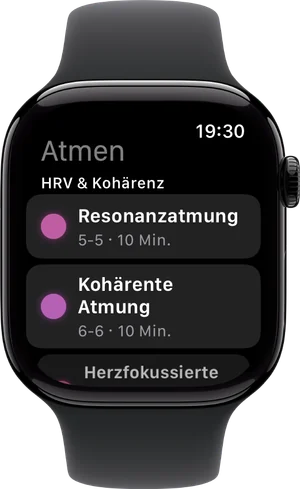 19:30
Atmen
HRV & Kohärenz
Resonanzatmung
5-5 · 10 Min.
Kohärente
Atmung
6-6 · 10 Min.
Herzfokussierte